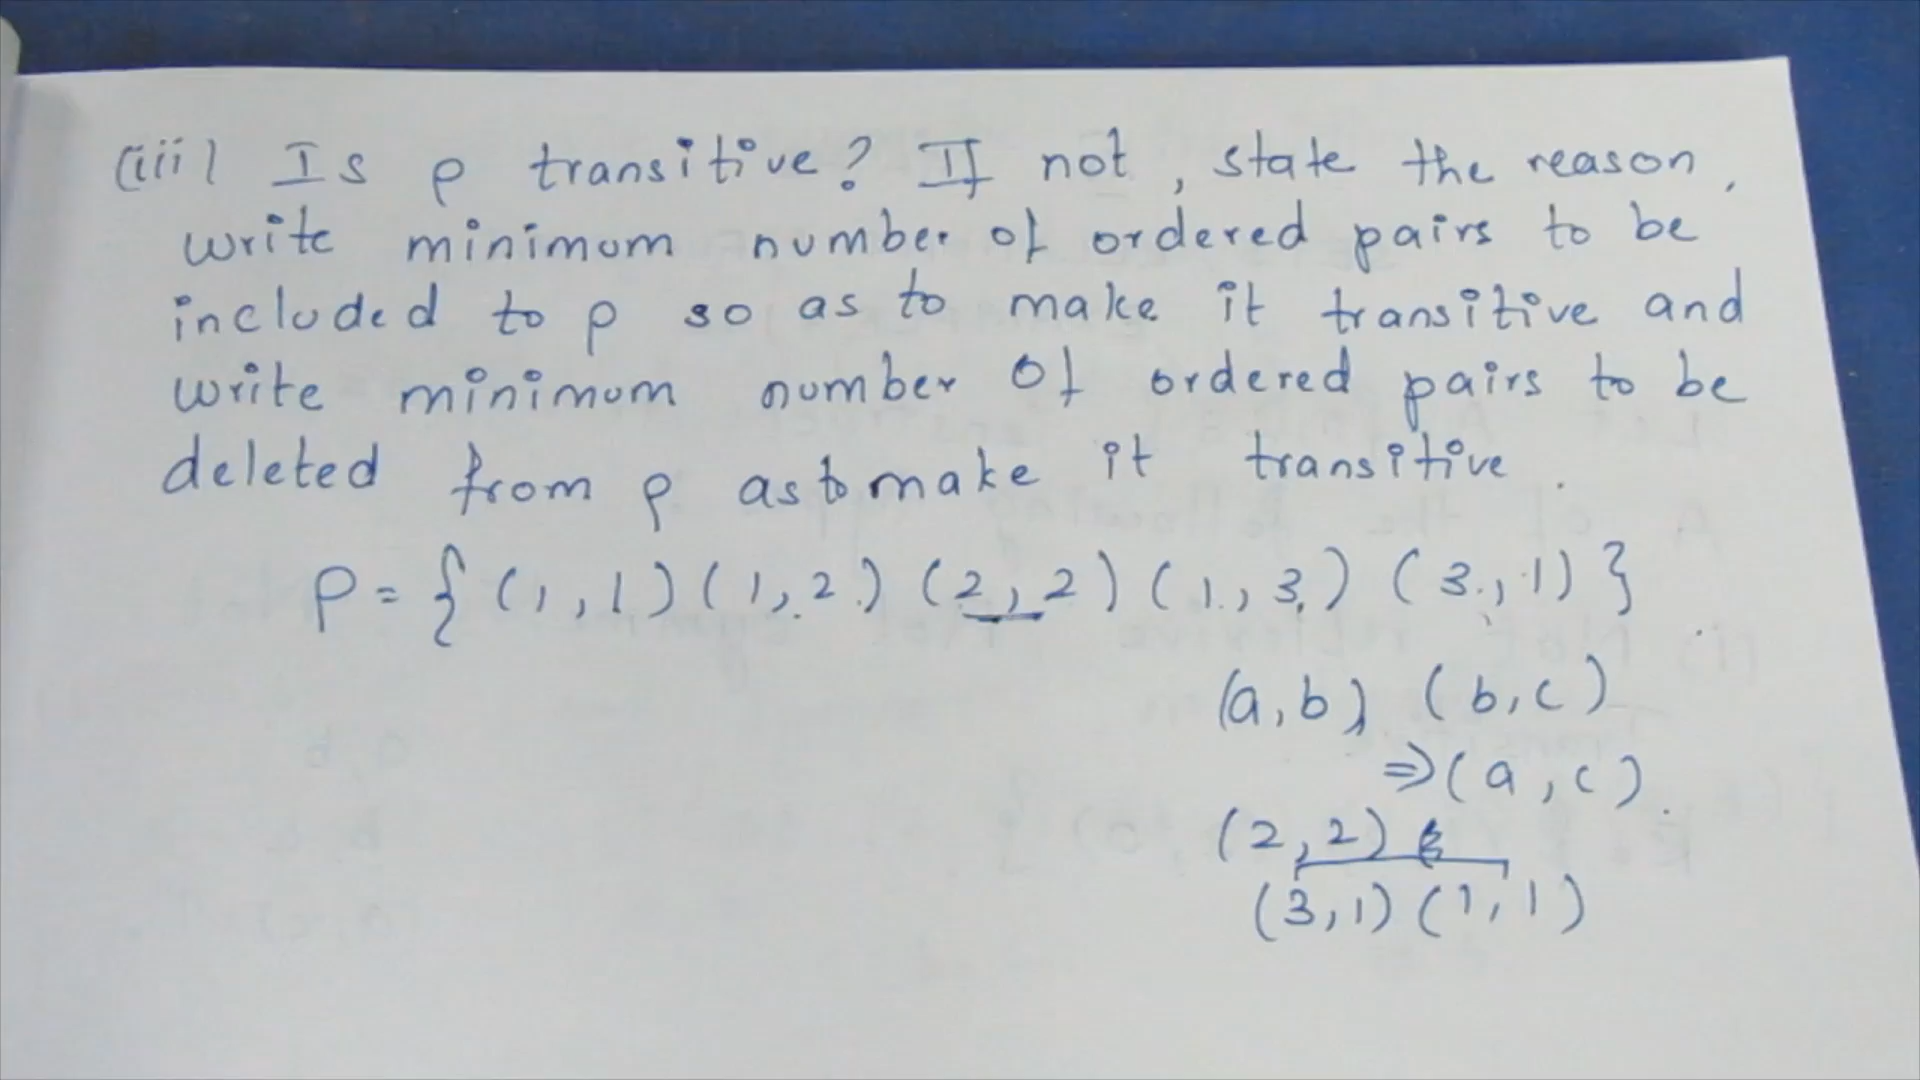 (iii) Is ρ transitive? If not, state the reason,
write minimum number of ordered pairs to be
included to ρ so as to make it transitive and
write minimum number of ordered pairs to be
deleted from ρ as to make it transitive.
ρ = { (1,1) (1,2) (2,2) (1,3) (3,1) }
(a,b) (b,c)
⇒ (a,c).
(2,2)
(3,1) (1,1)